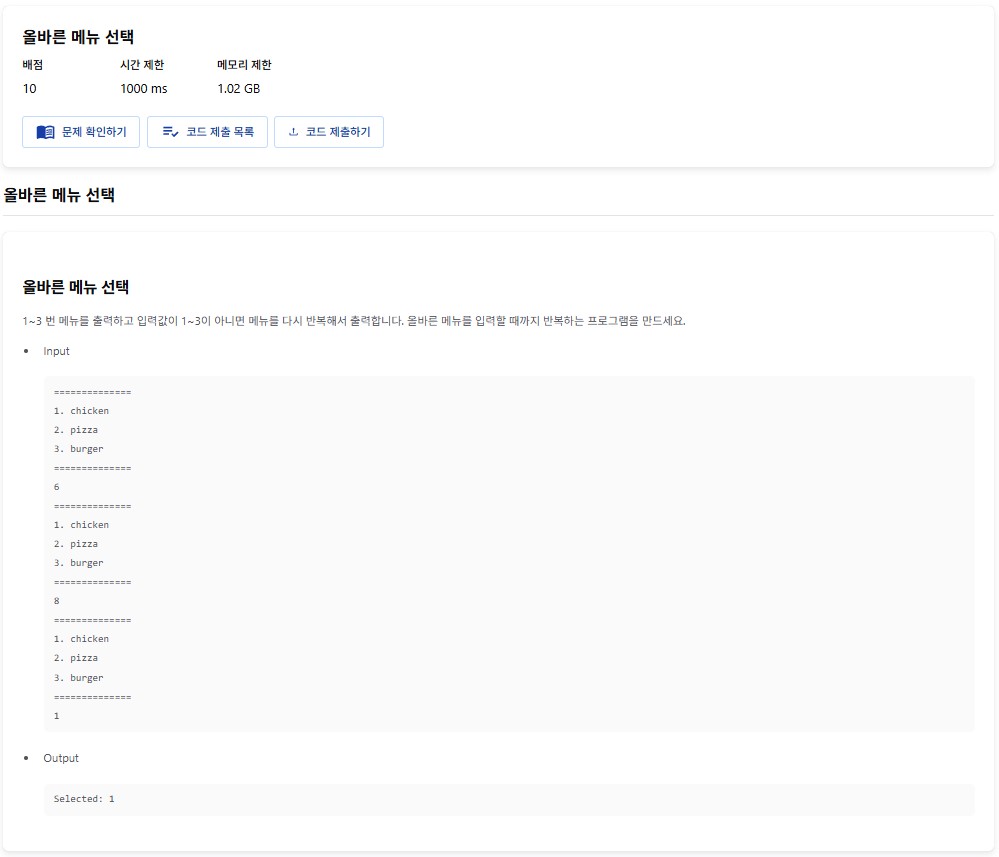 올바른 메뉴 선택
배점 시간 제한 메모리 제한
10 1000 ms 1.02 GB
문제 확인하기 코드 제출 목록 코드 제출하기
올바른 메뉴 선택
올바른 메뉴 선택
1~3 번 메뉴를 출력하고 입력값이 1~3이 아니면 메뉴를 다시 반복해서 출력합니다. 올바른 메뉴를 입력할 때까지 반복하는 프로그램을 만드세요.
Input
==============
1. chicken
2. pizza
3. burger
==============
6
==============
1. chicken
2. pizza
3. burger
==============
8
==============
1. chicken
2. pizza
3. burger
==============
1
Output
Selected: 1